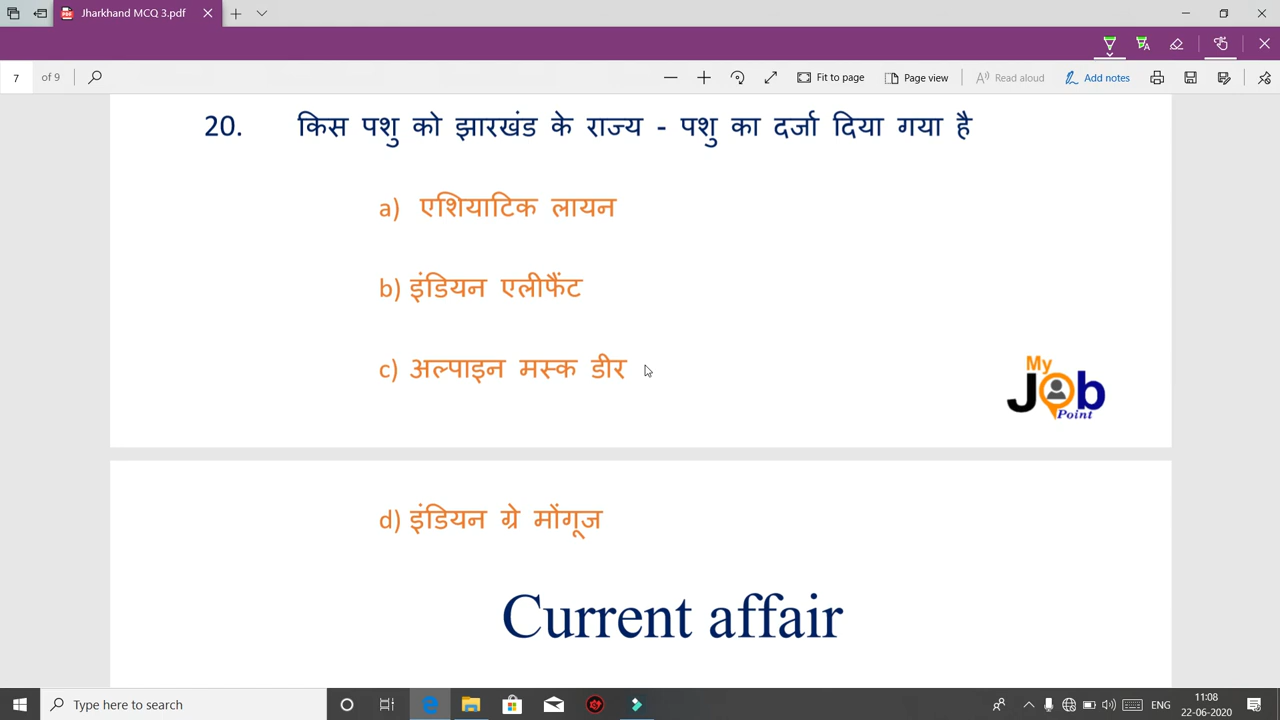 Jharkhand MCQ 3.pdf
7 of 9
Fit to page
Page view
Read aloud
Add notes
20. किस पशु को झारखंड के राज्य - पशु का दर्जा दिया गया है
a) एशियाटिक लायन
b) इंडियन एलीफैंट
c) अल्पाइन मस्क डीर
My
JOb
Point
d) इंडियन ग्रे मोंगूज
Current affair
Type here to search
ENG
11:08
22-06-2020